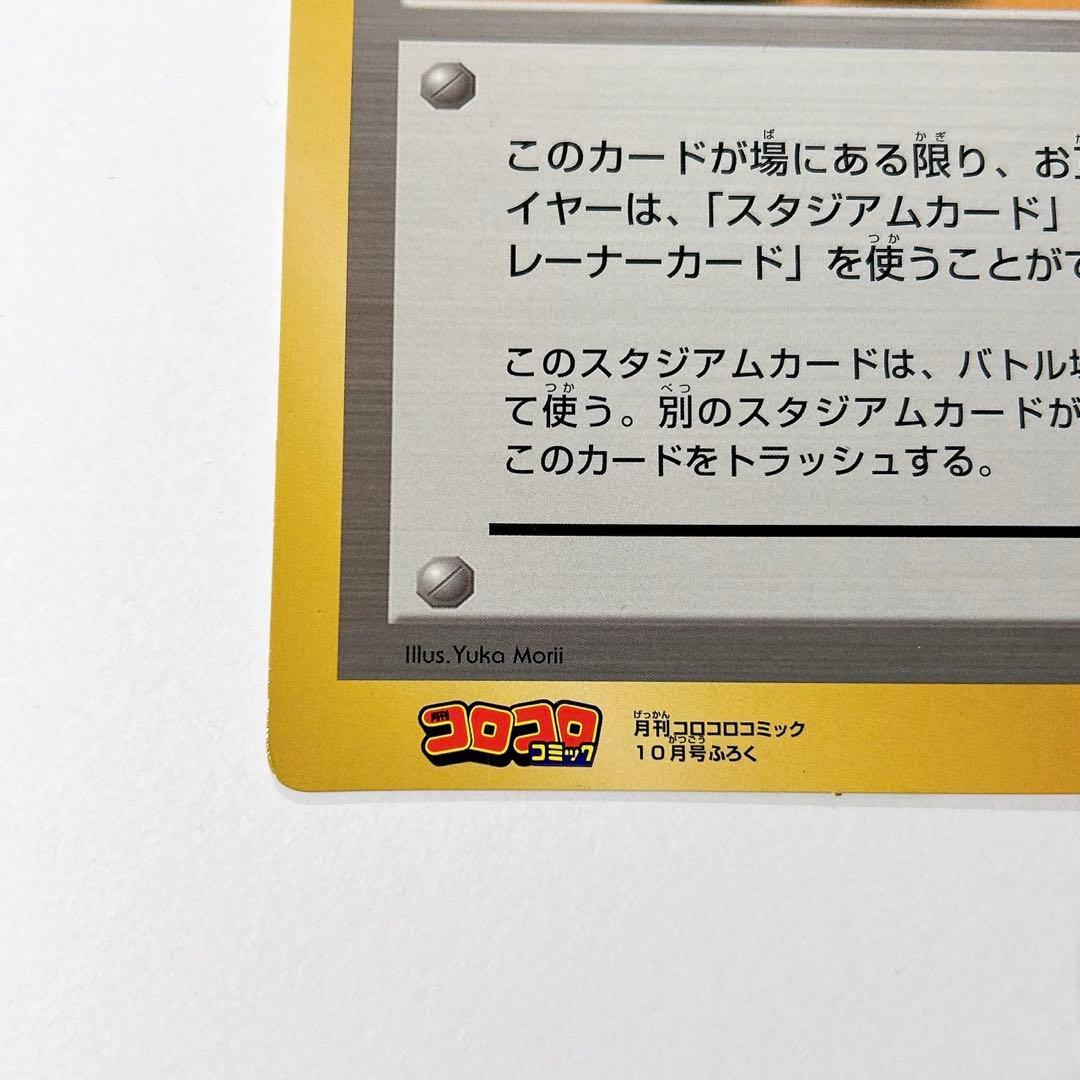 このカードが場にある限り、お
イヤーは、「スタジアムカード」
レーナーカード」を使うことがで
このスタジアムカードは、バトル場
て使う。別のスタジアムカードが
このカードをトラッシュする。
Illus.Yuka Morii
月刊コロコロコミック
月刊コロコロコミック
10月号ふろく